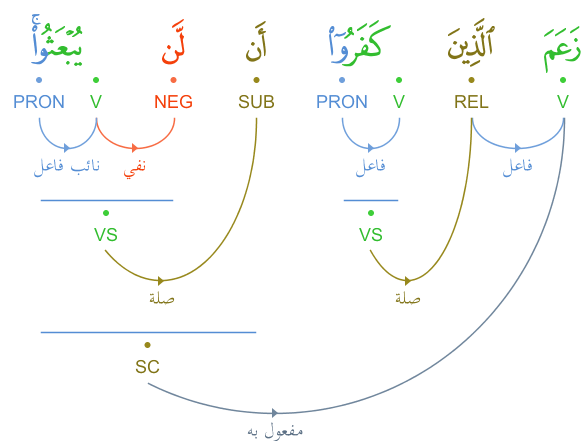 زَعَمَ ٱلَّذِينَ كَفَرُوٓا۟ أَن لَّن يُبْعَثُوا۟ ۚ
V REL V PRON SUB NEG V PRON
فاعل فاعل نفي نائب فاعل
VS VS
صلة صلة
SC
مفعول به